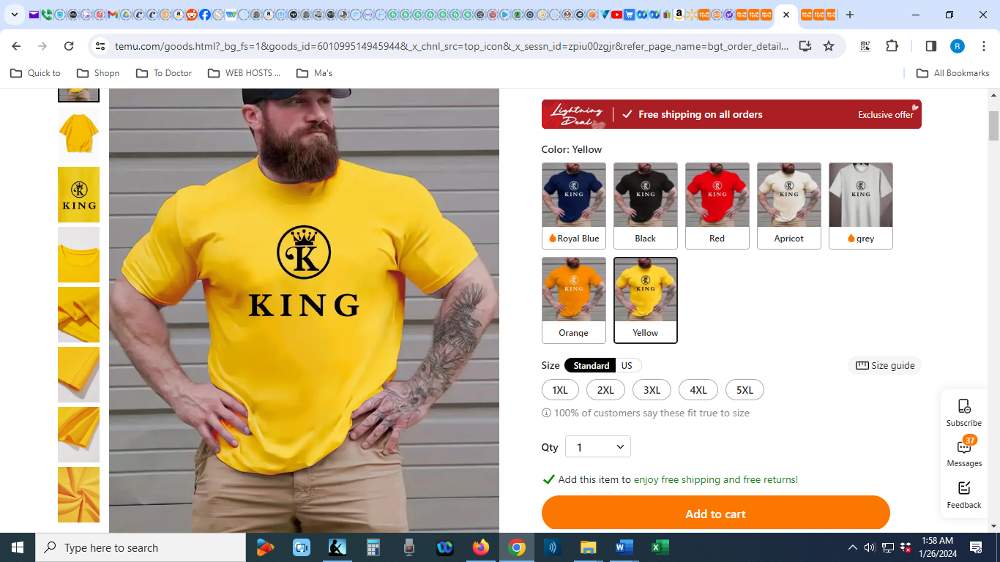 temu.com/goods.html?_bg_fs=1&goods_id=601099514945944&_x_chnl_src=top_icon&_x_sessn_id=zpiu00zgjr&refer_page_name=bgt_order_detail...
R
Quick to
Shopn
To Doctor
WEB HOSTS ...
Ma's
All Bookmarks
Lightning Deal
Free shipping on all orders
Exclusive offer
Color: Yellow
K
KING
K
KING
Royal Blue
Black
Red
Apricot
grey
KING
KING
KING
KING
KING
Orange
Yellow
KING
KING
Size
Standard
US
Size guide
1XL
2XL
3XL
4XL
5XL
100% of customers say these fit true to size
Qty
1
Add this item to enjoy free shipping and free returns!
Add to cart
Subscribe
37
Messages
Feedback
Type here to search
1:58 AM
1/26/2024